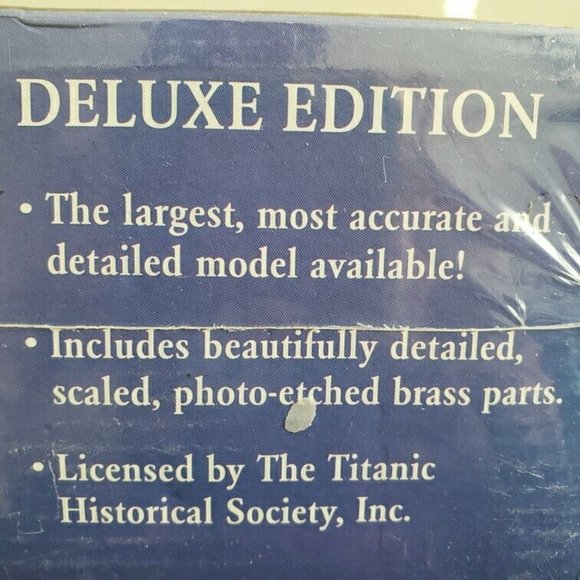 DELUXE EDITION
• The largest, most accurate and
detailed model available!
• Includes beautifully detailed,
scaled, photo-etched brass parts.
• Licensed by The Titanic
Historical Society, Inc.